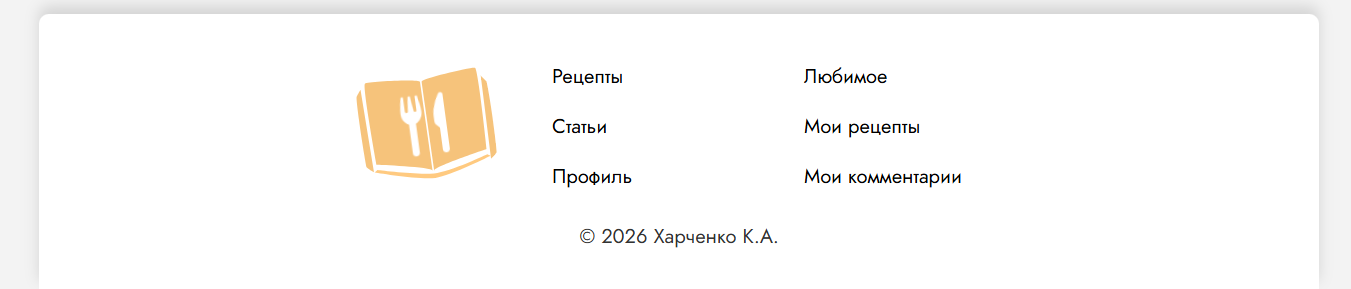 Рецепты
Статьи
Профиль
Любимое
Мои рецепты
Мои комментарии
© 2026 Харченко К.А.